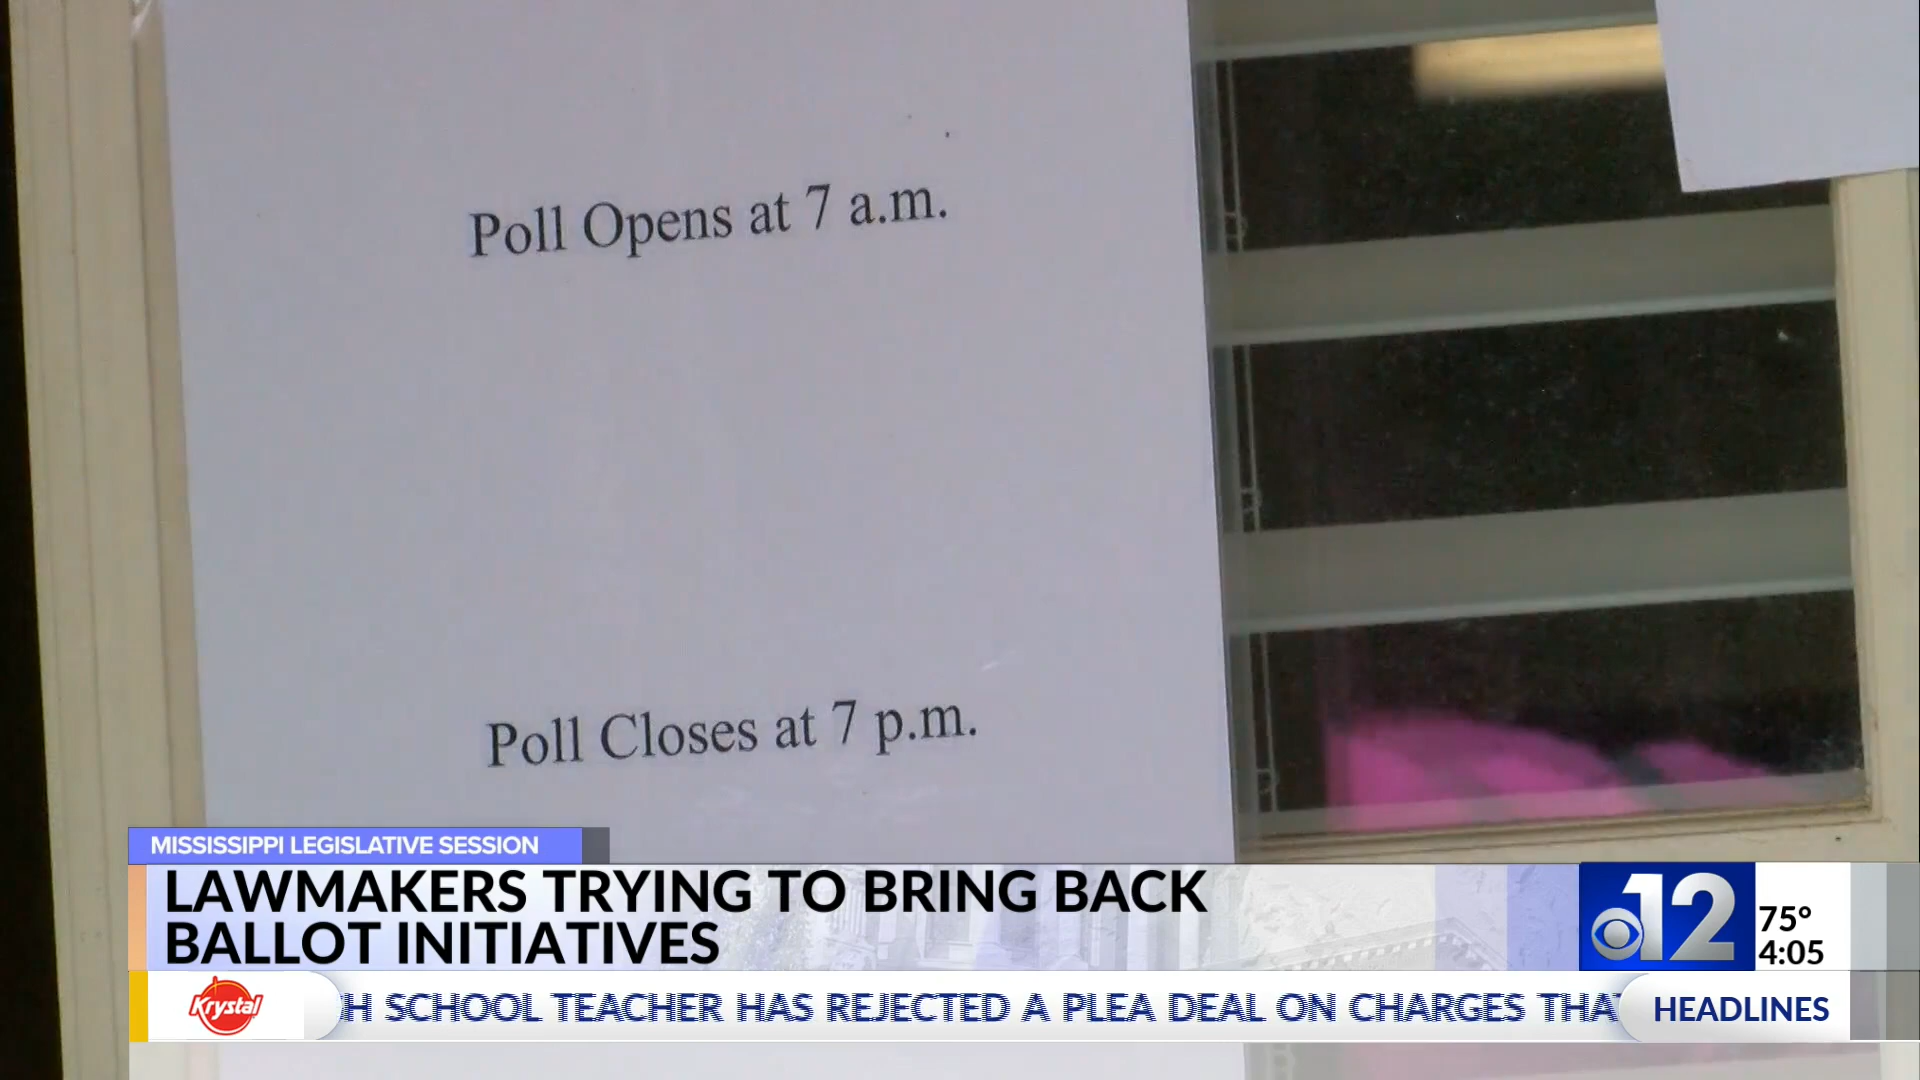 Poll Opens at 7 a.m.
Poll Closes at 7 p.m.
MISSISSIPPI LEGISLATIVE SESSION
LAWMAKERS TRYING TO BRING BACK
BALLOT INITIATIVES
12
75°
4:05
Krystal
H SCHOOL TEACHER HAS REJECTED A PLEA DEAL ON CHARGES THA
HEADLINES